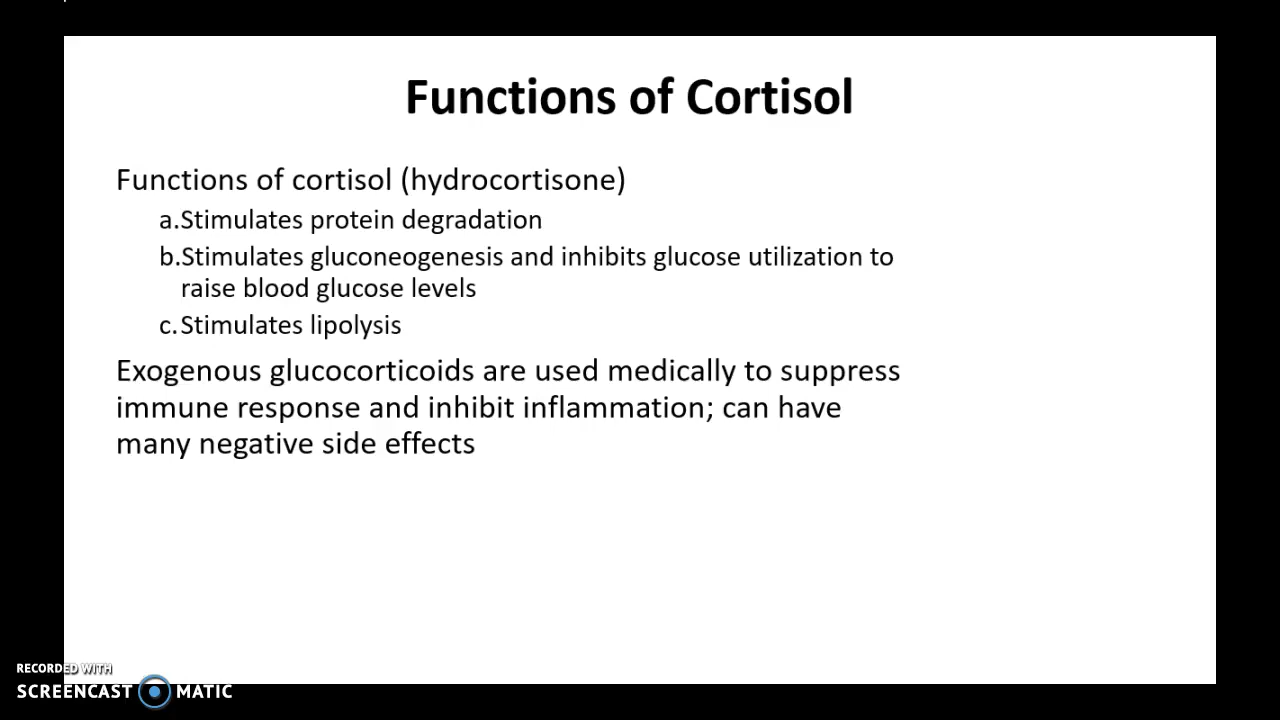 Functions of Cortisol
Functions of cortisol (hydrocortisone)
a.Stimulates protein degradation
b.Stimulates gluconeogenesis and inhibits glucose utilization to
raise blood glucose levels
c.Stimulates lipolysis
Exogenous glucocorticoids are used medically to suppress
immune response and inhibit inflammation; can have
many negative side effects
RECORDED WITH
SCREENCAST MATIC